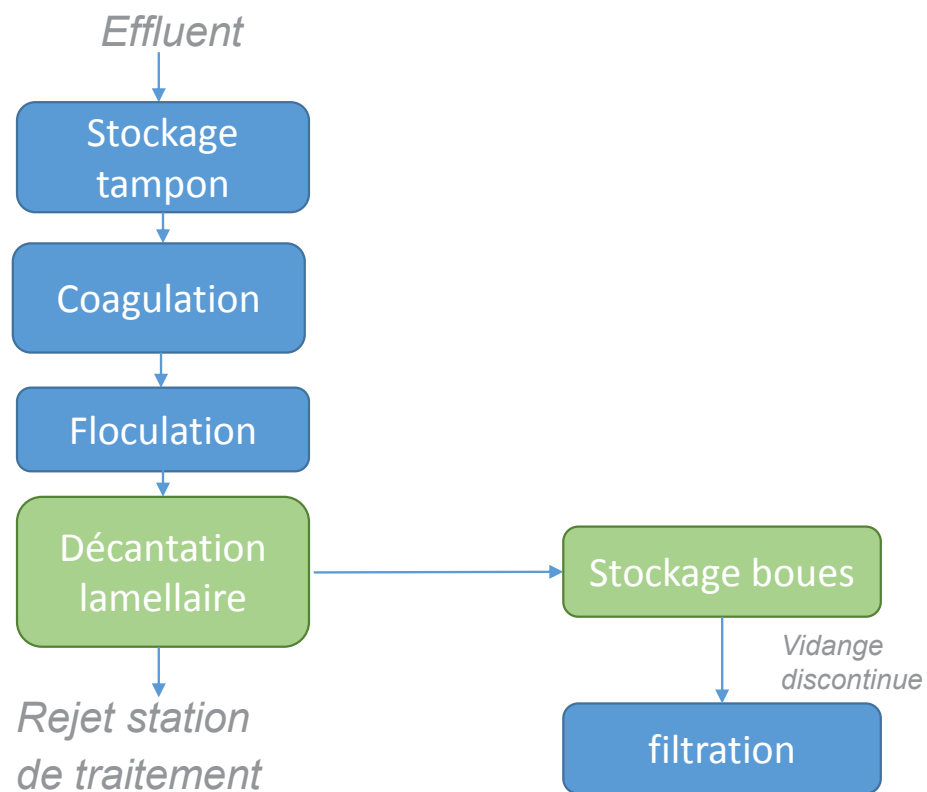 Effluent
Stockage
tampon
Coagulation
Floculation
Décantation
lamellaire
Stockage boues
Vidange
discontinue
Rejet station
de traitement
filtration